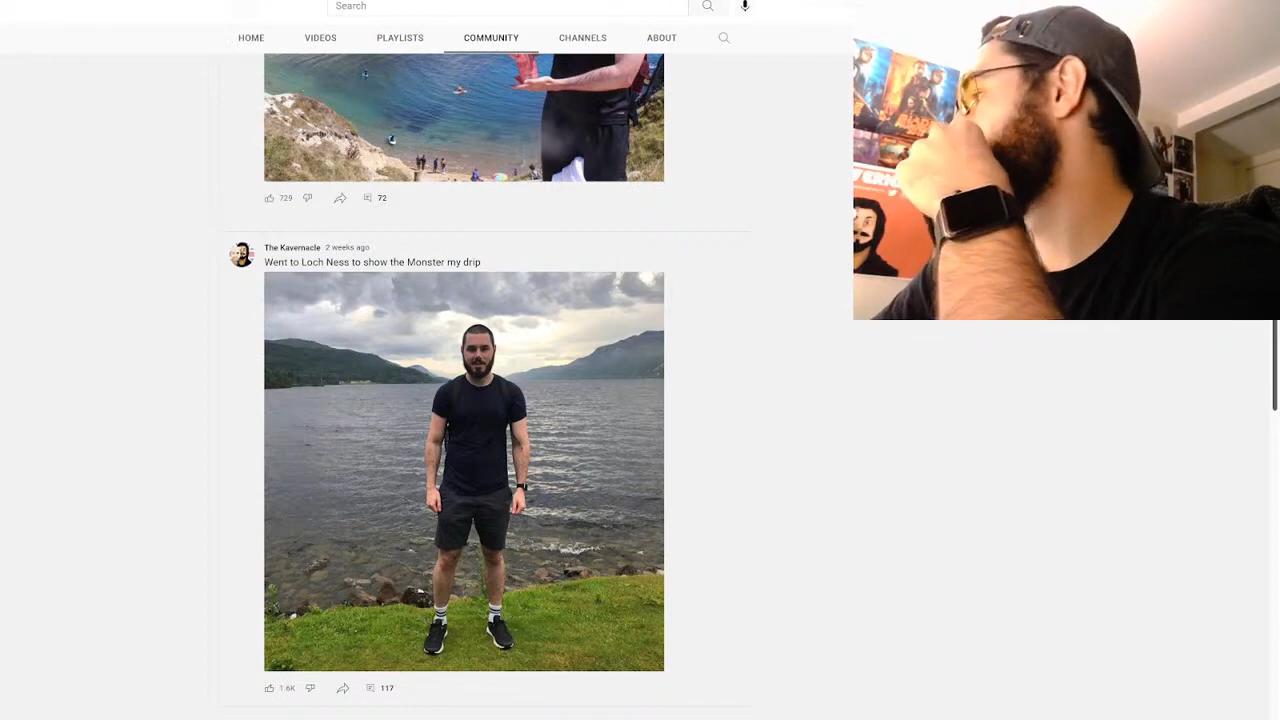 Search
HOME VIDEOS PLAYLISTS COMMUNITY CHANNELS ABOUT
729 72
The Kavernacle 2 weeks ago
Went to Loch Ness to show the Monster my drip
1.6K 117